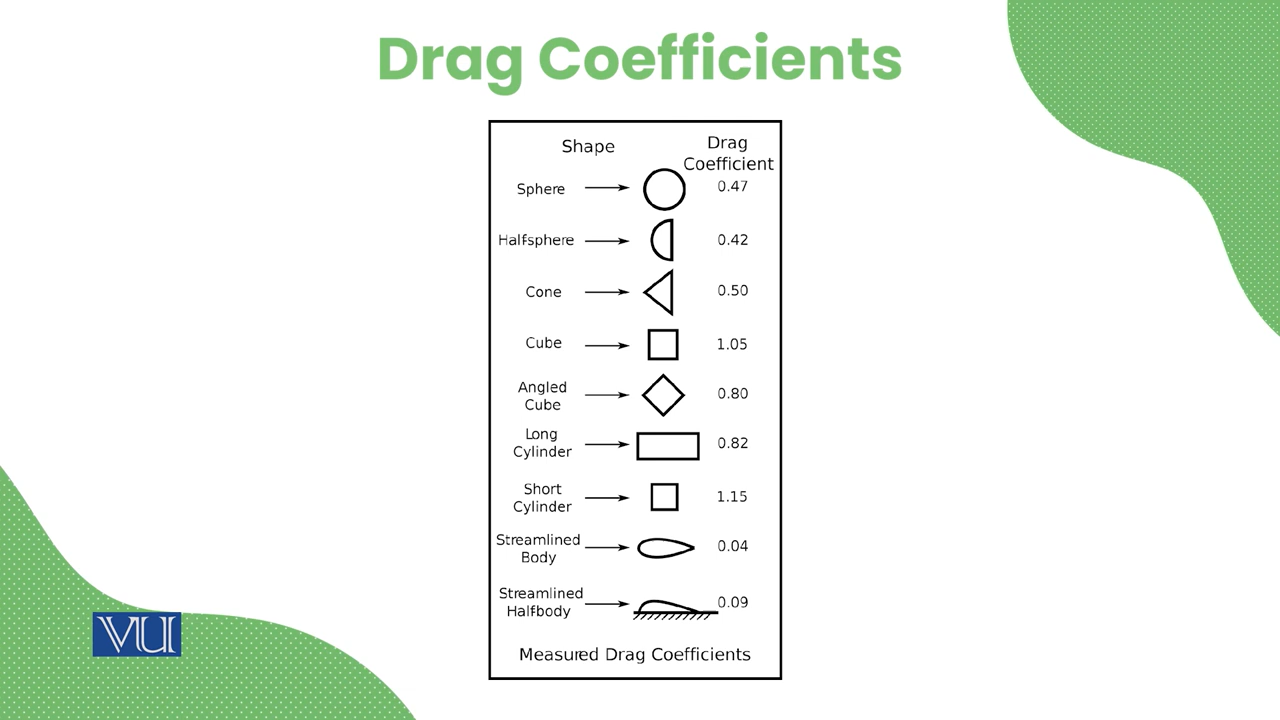 Drag Coefficients
Shape
Drag
Coefficient
Sphere 0.47
Halfsphere 0.42
Cone 0.50
Cube 1.05
Angled
Cube 0.80
Long
Cylinder 0.82
Short
Cylinder 1.15
Streamlined
Body 0.04
Streamlined
Halfbody 0.09
Measured Drag Coefficients
VU